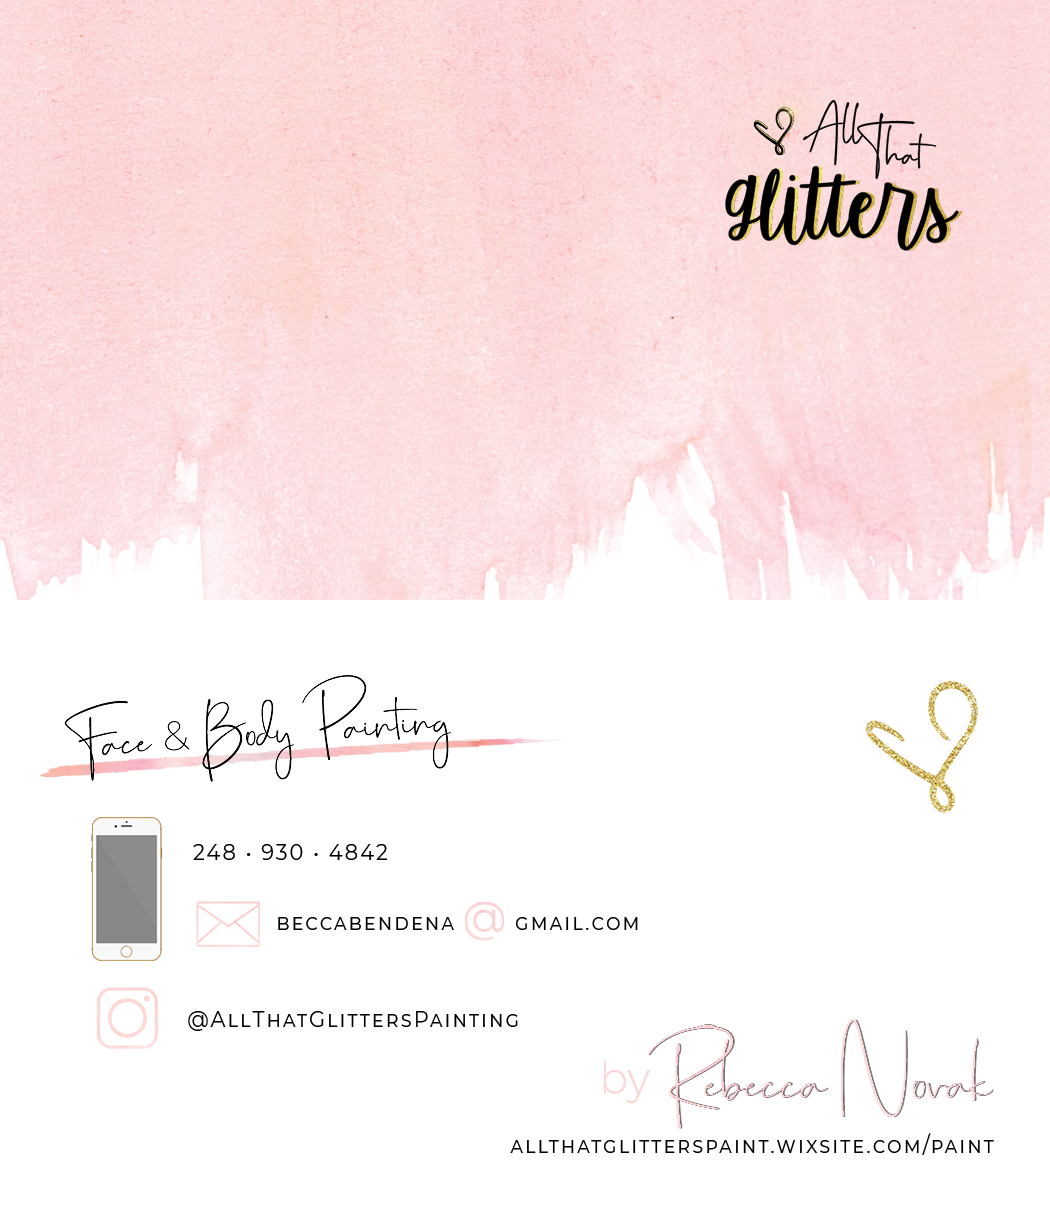 All That
glitters
Face & Body Painting
248 • 930 • 4842
BECCABENDENA @ GMAIL.COM
@AllThatGlittersPainting
by Rebecca Novak
ALLTHATGLITTERSPAINT.WIXSITE.COM/PAINT